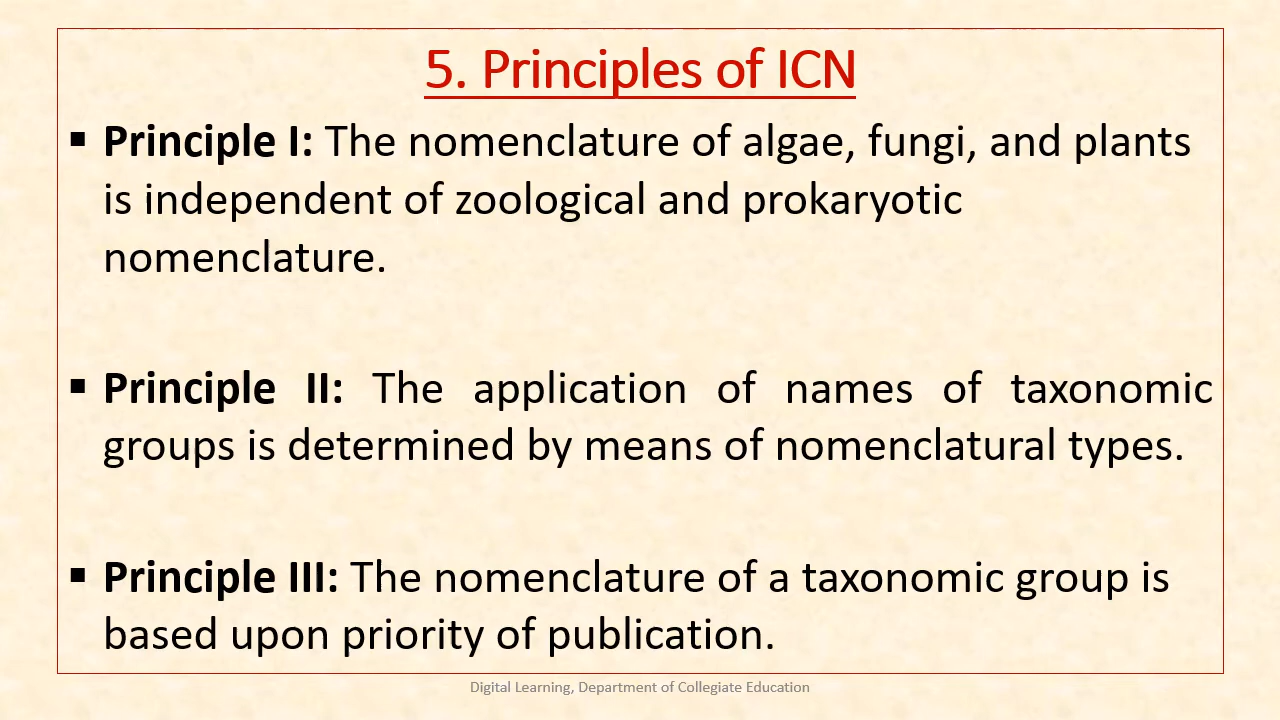 5. Principles of ICN
▪ Principle I: The nomenclature of algae, fungi, and plants
is independent of zoological and prokaryotic
nomenclature.
▪ Principle II: The application of names of taxonomic
groups is determined by means of nomenclatural types.
▪ Principle III: The nomenclature of a taxonomic group is
based upon priority of publication.
Digital Learning, Department of Collegiate Education